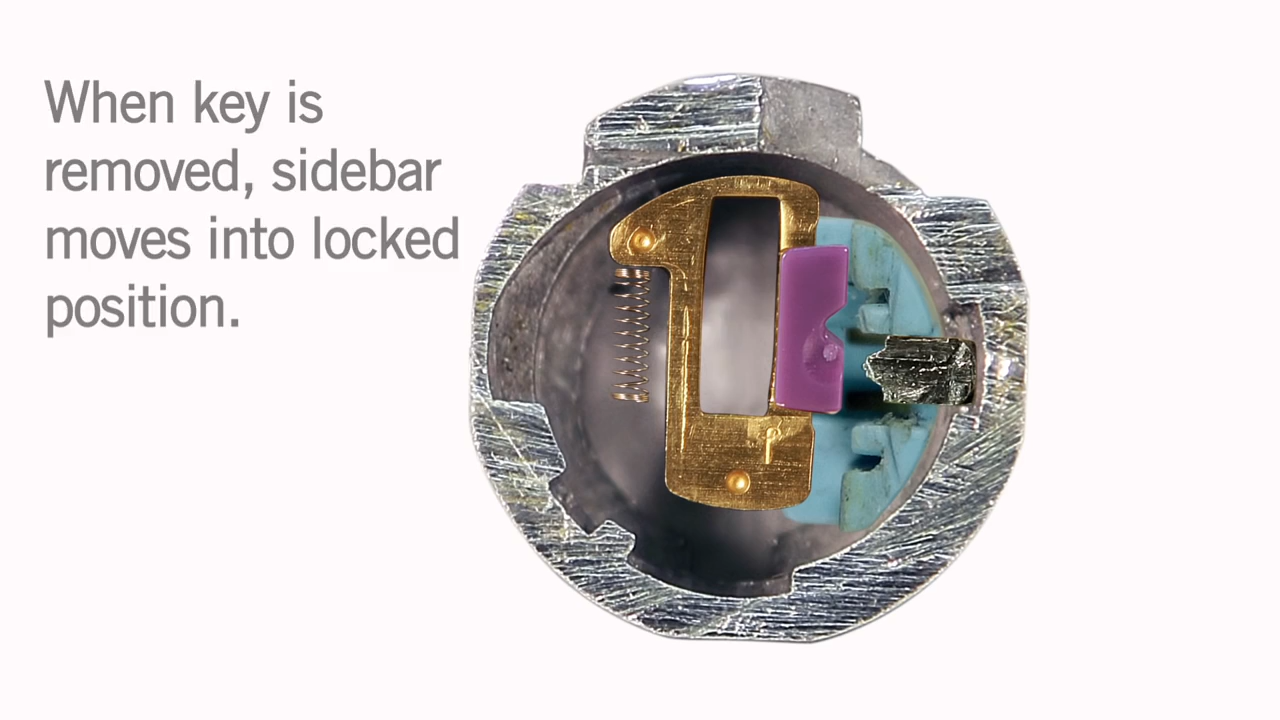 When key is
removed, sidebar
moves into locked
position.